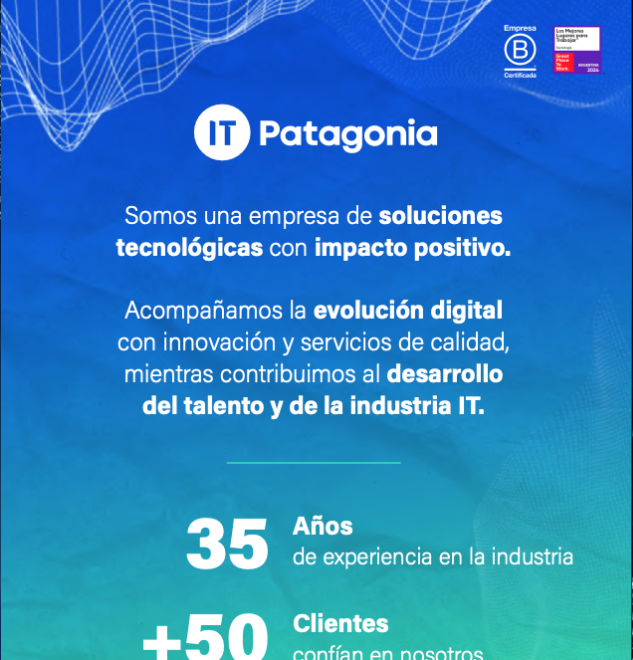 Empresa
B
Certificada
Los Mejores
Lugares para
Trabajar
Great
Place
To
Work
ARGENTINA
2024
IT Patagonia
Somos una empresa de soluciones
tecnológicas con impacto positivo.
Acompañamos la evolución digital
con innovación y servicios de calidad,
mientras contribuimos al desarrollo
del talento y de la industria IT.
35 Años
de experiencia en la industria
+50 Clientes
confían en nosotros